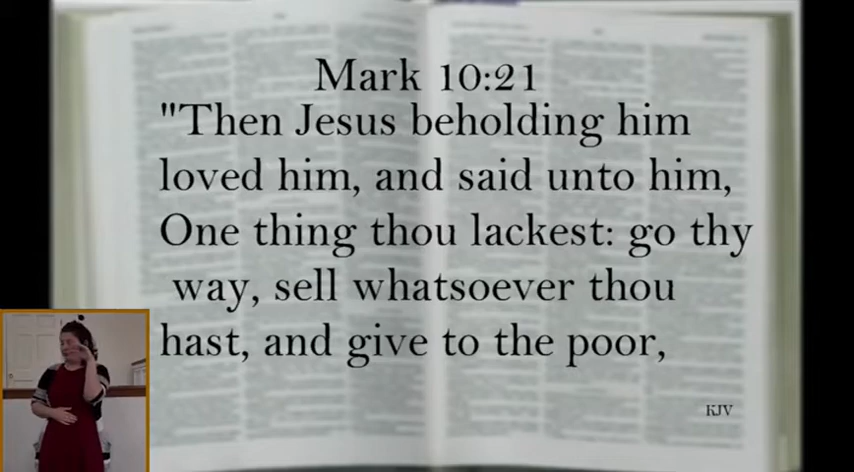 Mark 10:21
"Then Jesus beholding him
loved him, and said unto him,
One thing thou lackest: go thy
way, sell whatsoever thou
hast, and give to the poor,
KJV